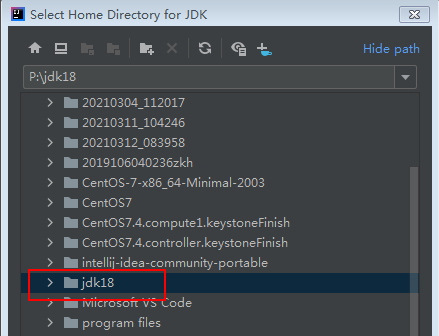 Select Home Directory for JDK
Hide path
P:\jdk18
20210304_112017
20210311_104246
20210312_083958
2019106040236zkh
CentOS-7-x86_64-Minimal-2003
CentOS7
CentOS7.4.compute1.keystoneFinish
CentOS7.4.controller.keystoneFinish
intellij-idea-community-portable
jdk18
Microsoft VS Code
program files